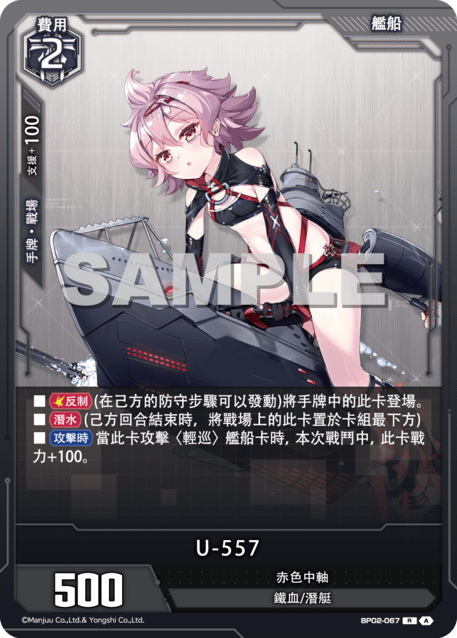 費用
2
艦船
支援+100
手牌・戰場
SAMPLE
■ 反制 (在己方的防守步驟可以發動)將手牌中的此卡登場。
■ 潛水 (己方回合結束時, 將戰場上的此卡置於卡組最下方)
■ 攻擊時 當此卡攻擊〈輕巡〉艦船卡時, 本次戰鬥中, 此卡戰
力+100。
U-557
500
赤色中軸
鐵血/潛艇
©Manjuu Co.,Ltd.& Yongshi Co.,Ltd.
BP02-067 R A